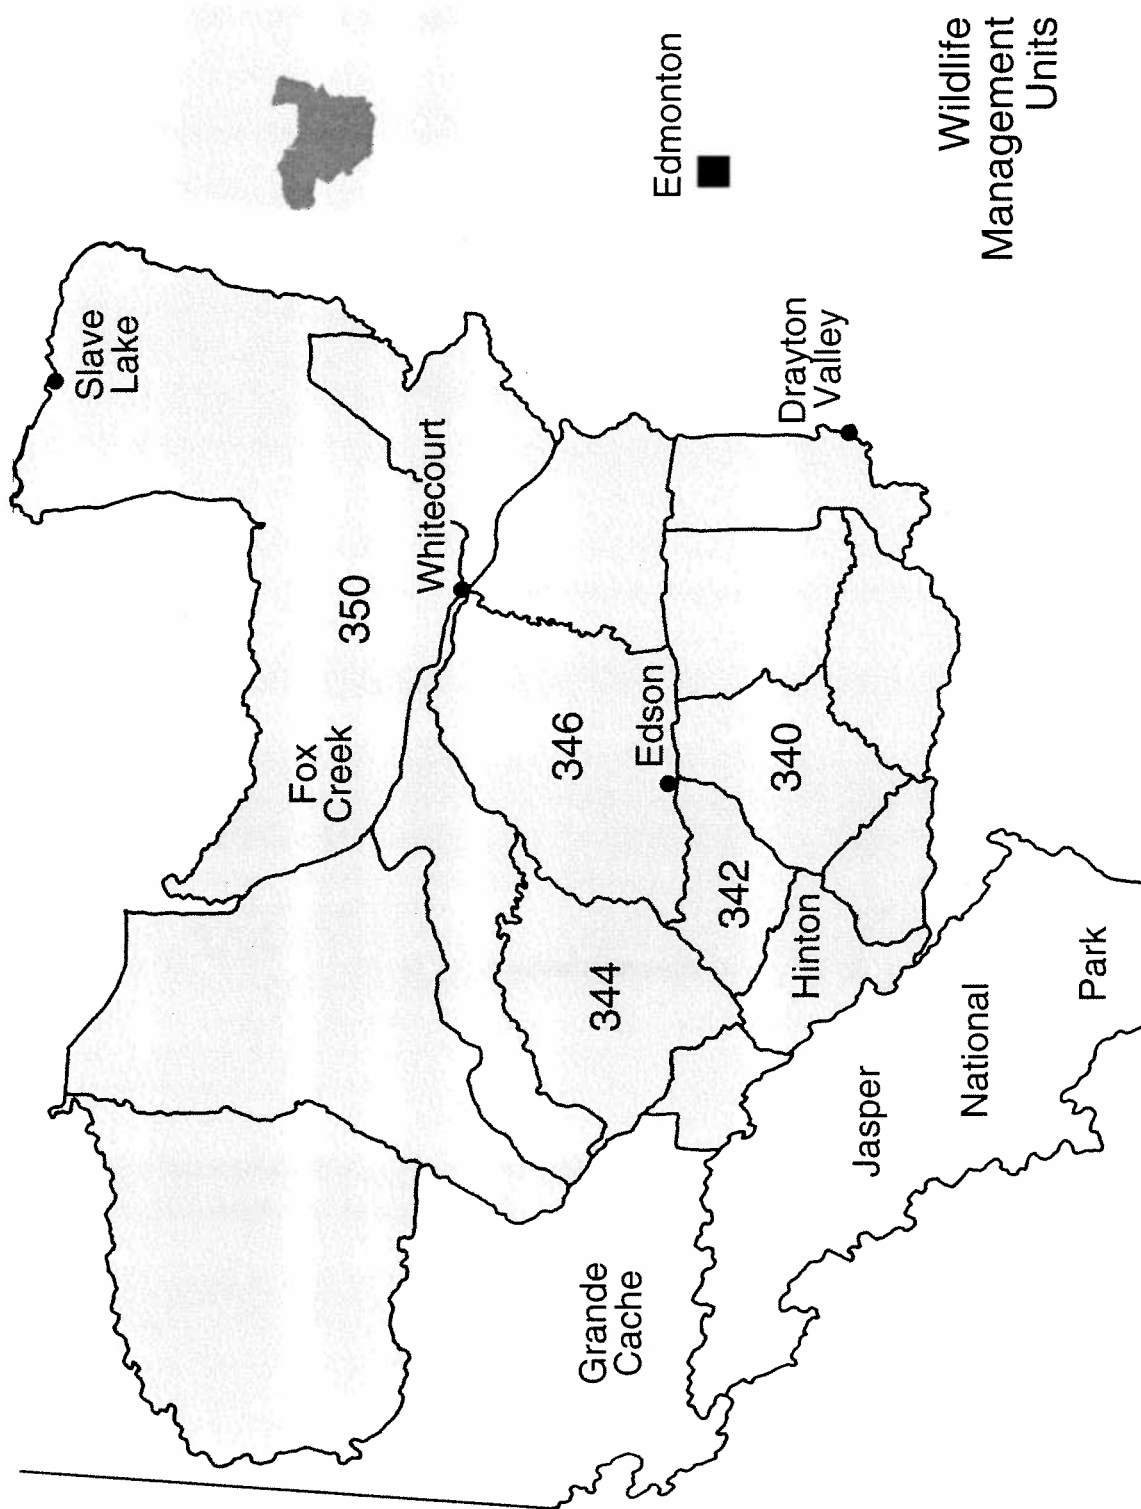 Slave
Lake
Fox
Creek
350
Whitecourt
346
Grande
Cache
344
Edson
Edmonton
342
340
Drayton
Valley
Hinton
Jasper
National
Park
Wildlife
Management
Units